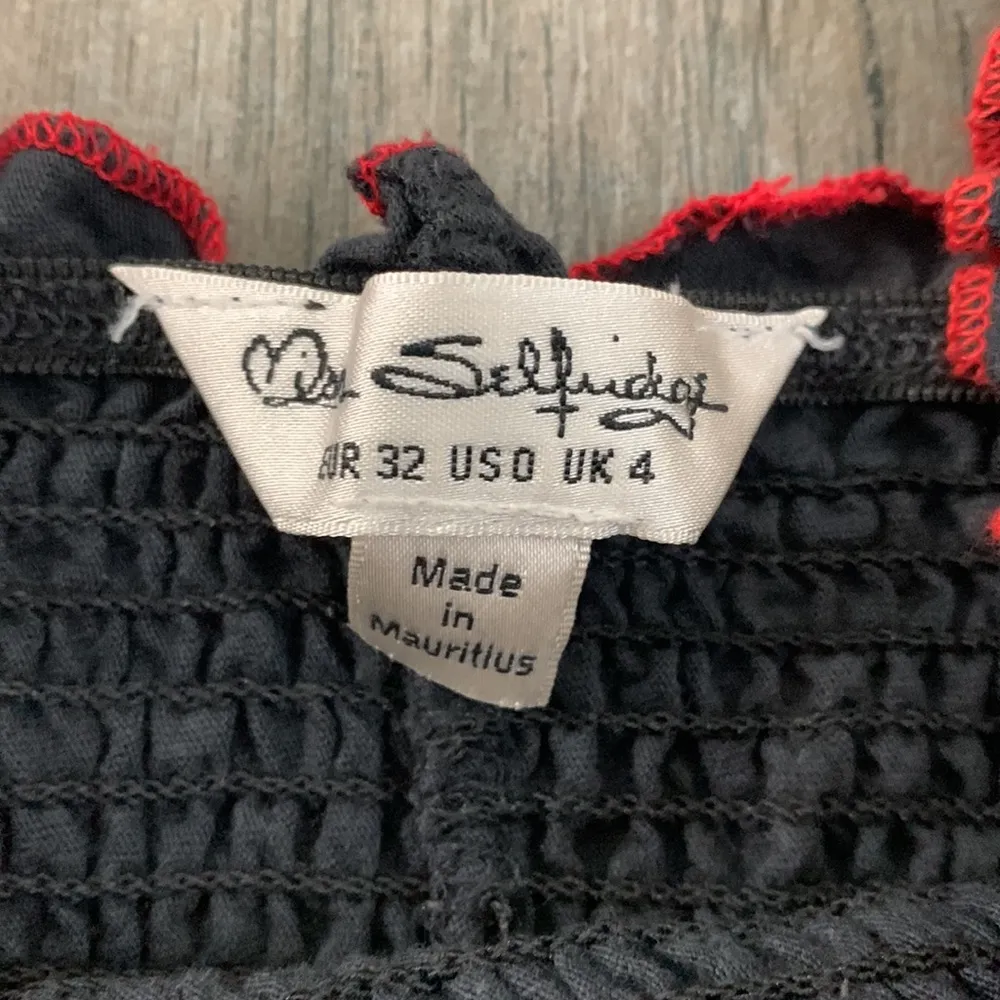 Miss Selfridge
EUR 32 US 0 UK 4
Made
in
Mauritius